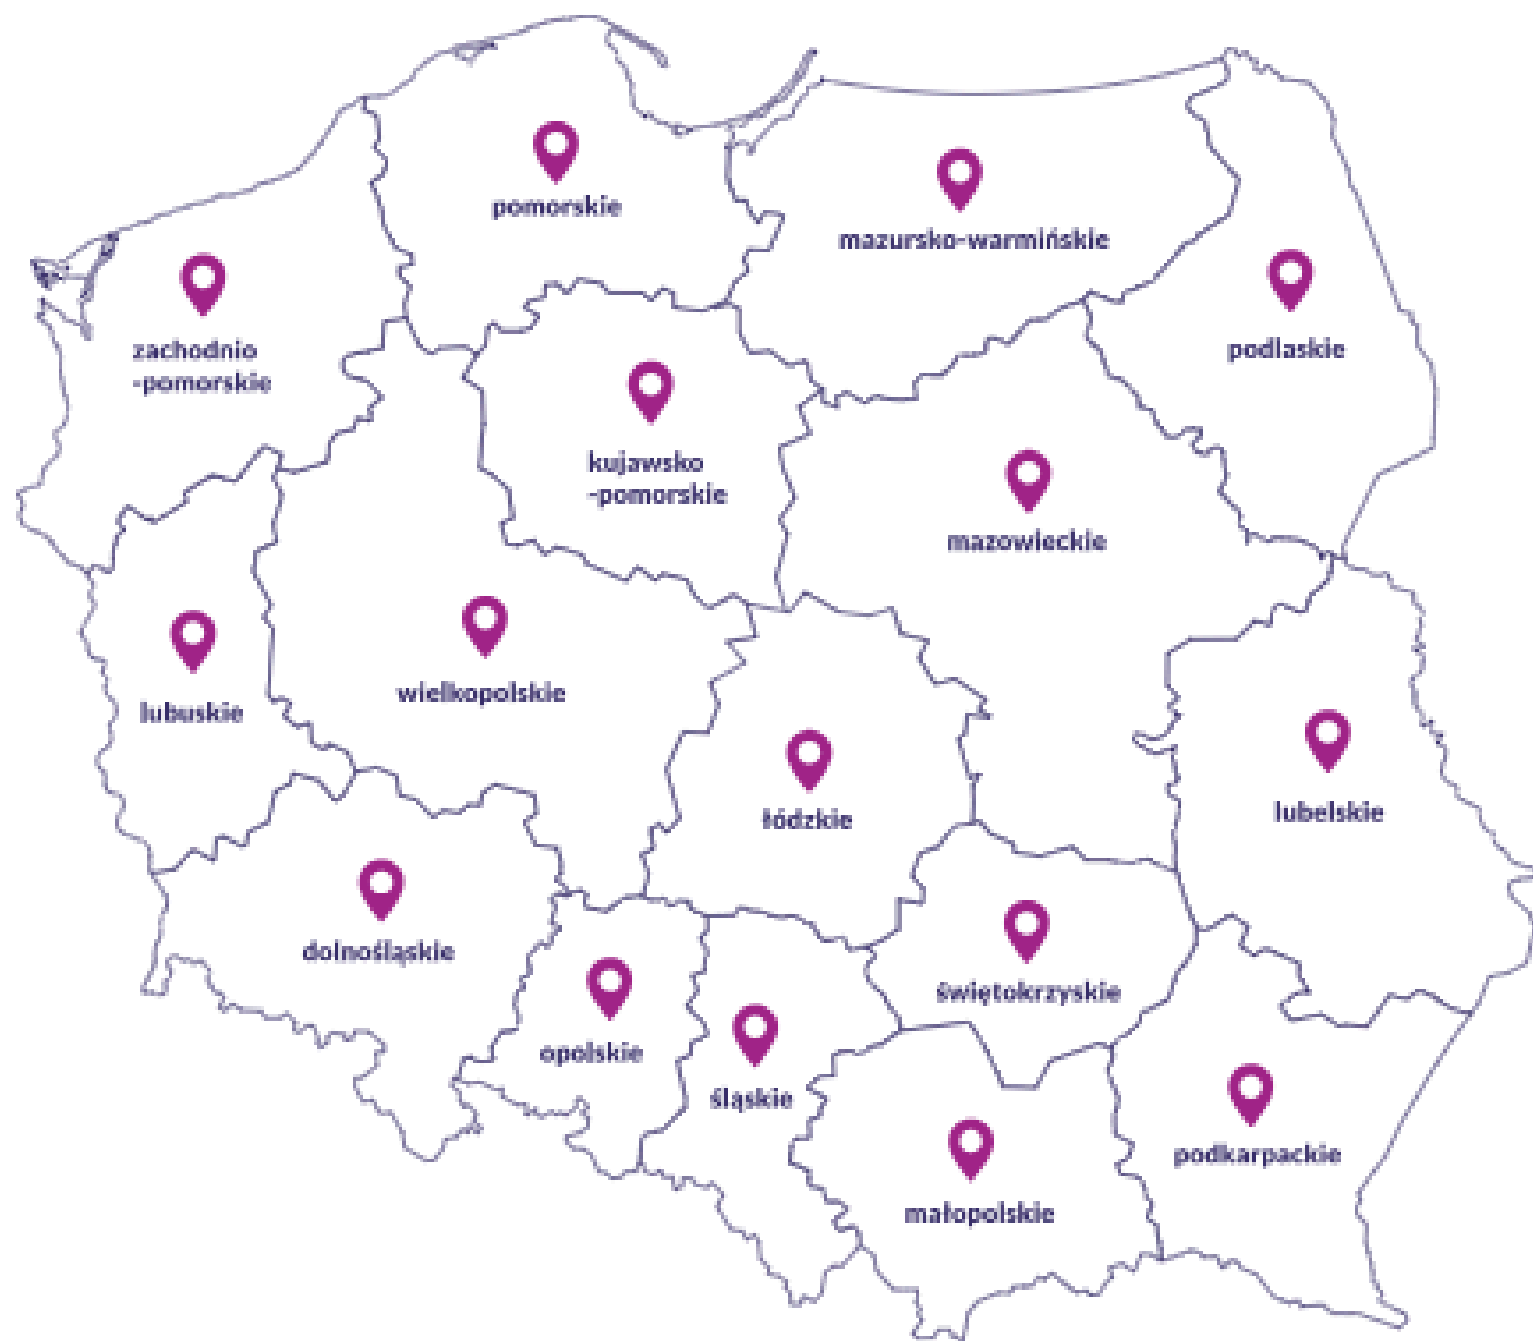 pomorskie
mazursko-warmińskie
zachodnio
-pomorskie
podlaskie
kujawsko
-pomorskie
mazowieckie
lubuskie
wielkopolskie
łódzkie
lubelskie
dolnośląskie
świętokrzyskie
opolskie
śląskie
podkarpackie
małopolskie